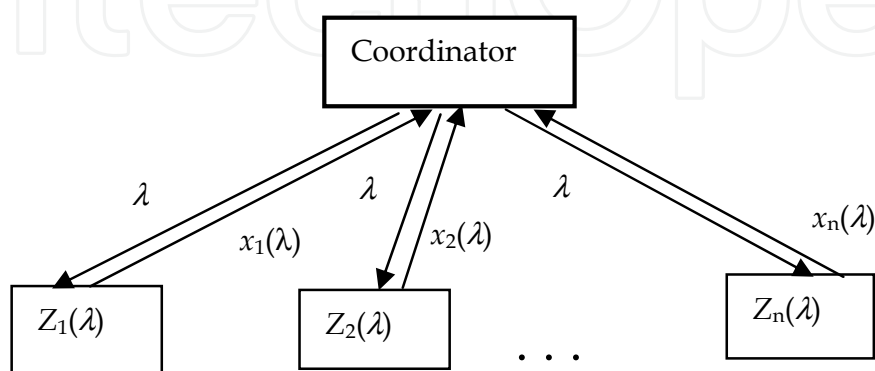 Coordinator
λ λ λ
x₁(λ) x₂(λ) xₙ(λ)
Z₁(λ) Z₂(λ) Zₙ(λ)
. . .